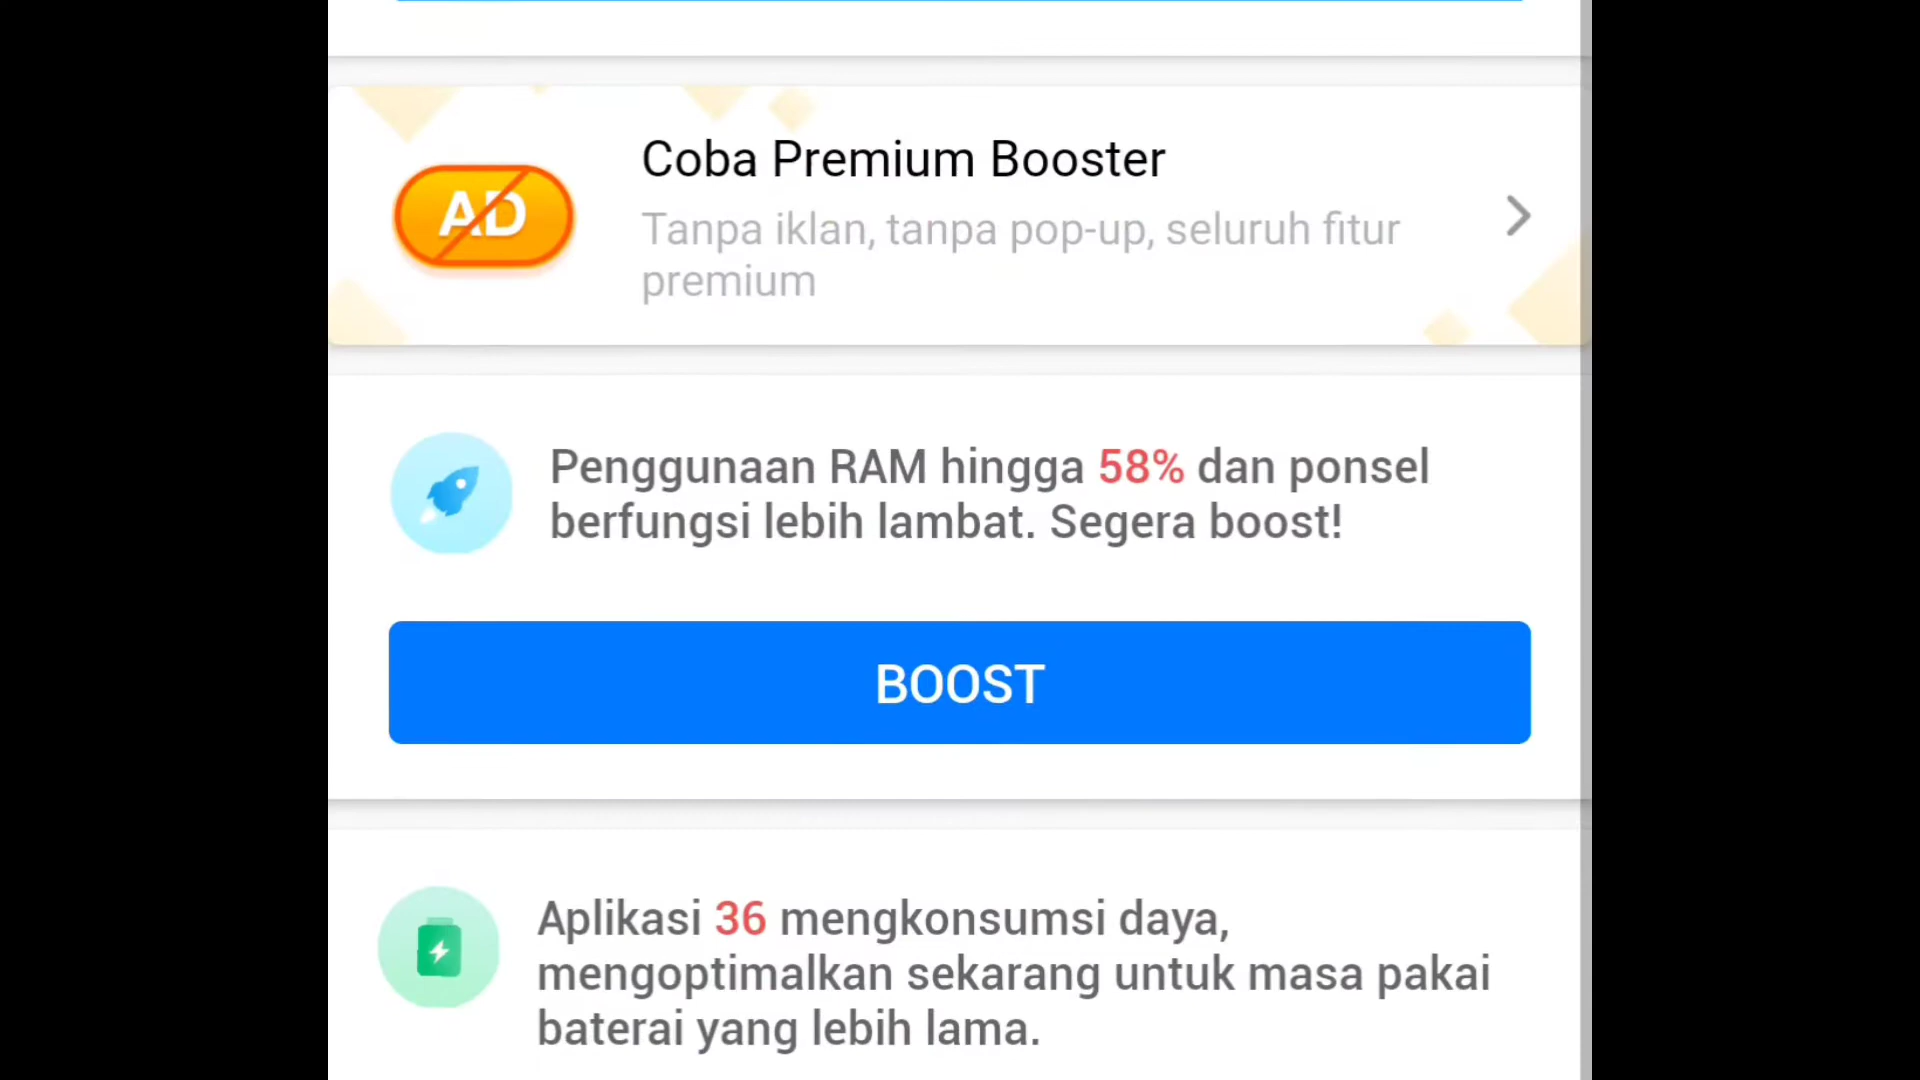 AD
Coba Premium Booster
Tanpa iklan, tanpa pop-up, seluruh fitur
premium
Penggunaan RAM hingga 58% dan ponsel
berfungsi lebih lambat. Segera boost!
BOOST
Aplikasi 36 mengkonsumsi daya,
mengoptimalkan sekarang untuk masa pakai
baterai yang lebih lama.